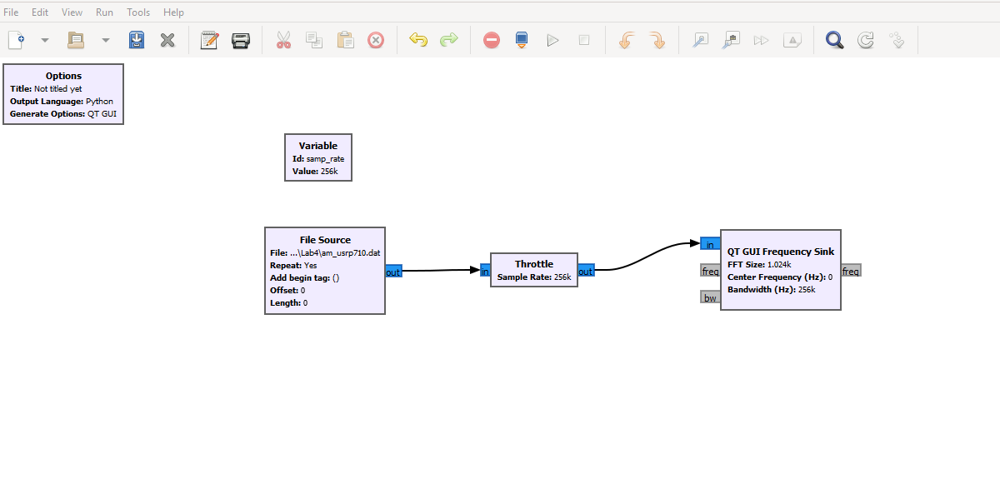 File Edit View Run Tools Help
Options
Title: Not titled yet
Output Language: Python
Generate Options: QT GUI
Variable
Id: samp_rate
Value: 256k
File Source
File: ...\Lab4\am_usrp710.dat
Repeat: Yes
Add begin tag: ()
Offset: 0
Length: 0
out
in
Throttle
Sample Rate: 256k
out
in
freq
bw
QT GUI Frequency Sink
FFT Size: 1.024k
Center Frequency (Hz): 0
Bandwidth (Hz): 256k
freq